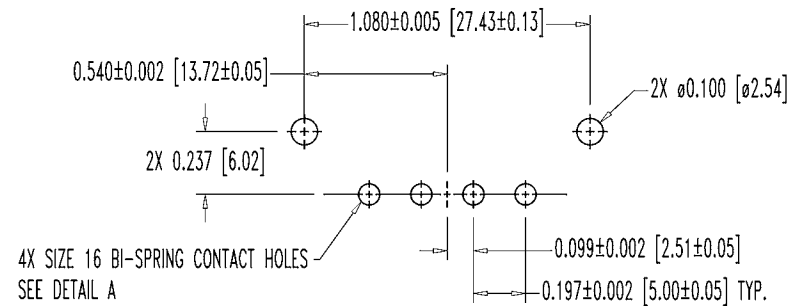 1.080±0.005 [27.43±0.13]
0.540±0.002 [13.72±0.05]
2X ø0.100 [ø2.54]
2X 0.237 [6.02]
4X SIZE 16 BI-SPRING CONTACT HOLES
SEE DETAIL A
0.099±0.002 [2.51±0.05]
0.197±0.002 [5.00±0.05] TYP.